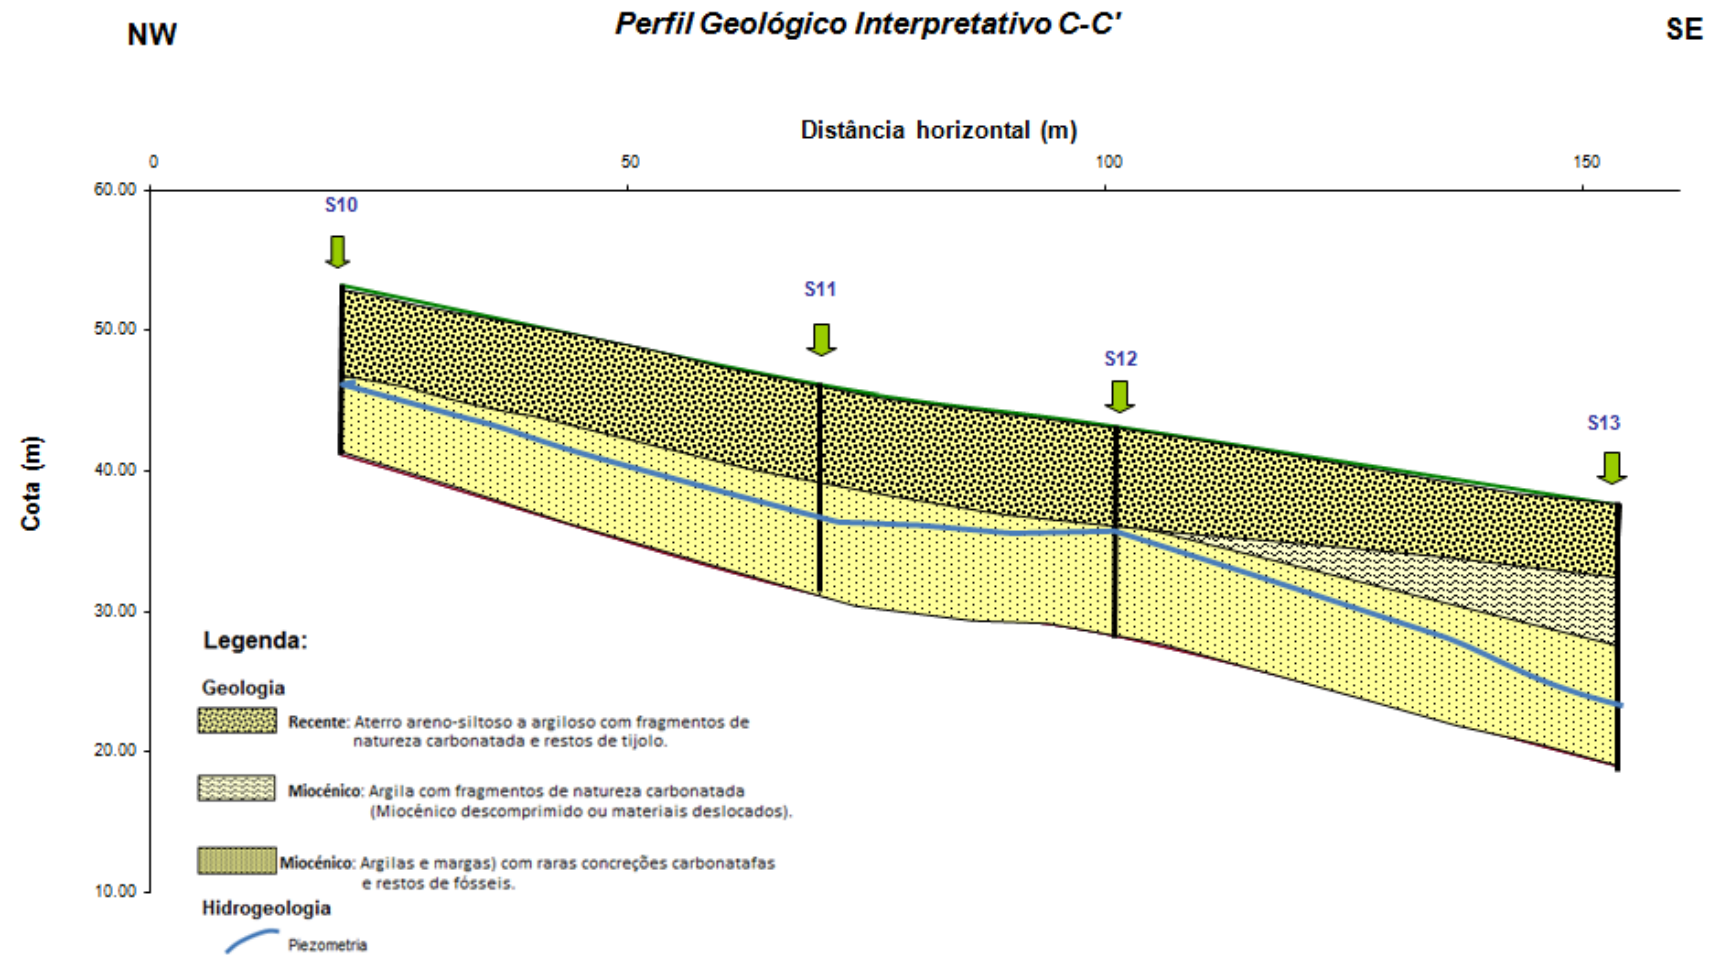 Perfil Geológico Interpretativo C-C'
NW
SE
Distância horizontal (m)
0
50
100
150
60.00
S10
S11
50.00
S12
S13
40.00
Cota (m)
30.00
Legenda:
Geologia
Recente: Aterro areno-siltoso a argiloso com fragmentos de
natureza carbonatada e restos de tijolo.
20.00
Miocénico: Argila com fragmentos de natureza carbonatada
(Miocénico descomprimido ou materiais deslocados).
Miocénico: Argilas e margas) com raras concreções carbonatafas
e restos de fósseis.
10.00
Hidrogeologia
Piezometria